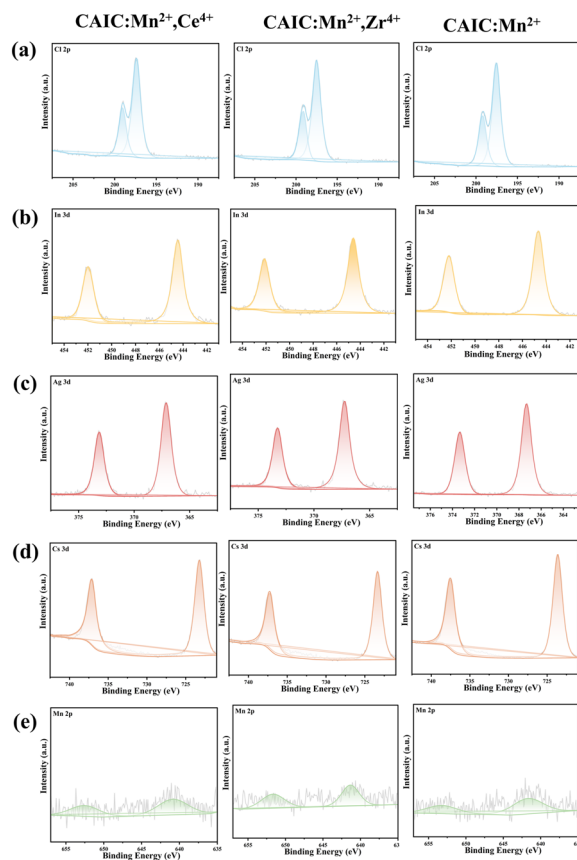 CAIC:Mn²⁺,Ce⁴⁺ CAIC:Mn²⁺,Zr⁴⁺ CAIC:Mn²⁺
(a)
Cl 2p Cl 2p Cl 2p
Intensity (a.u.) Intensity (a.u.) Intensity (a.u.)
205 200 195 190 205 200 195 190 205 200 195 190
Binding Energy (eV) Binding Energy (eV) Binding Energy (eV)
(b)
In 3d In 3d In 3d
Intensity (a.u.) Intensity (a.u.) Intensity (a.u.)
454 452 450 448 446 444 442 441 454 452 450 448 446 444 442 441 454 452 450 448 446 444 442 441
Binding Energy (eV) Binding Energy (eV) Binding Energy (eV)
(c)
Ag 3d Ag 3d Ag 3d
Intensity (a.u.) Intensity (a.u.) Intensity (a.u.)
375 370 365 375 370 365 376 374 372 370 368 366 364 362
Binding Energy (eV) Binding Energy (eV) Binding Energy (eV)
(d)
Cs 3d Cs 3d Cs 3d
Intensity (a.u.) Intensity (a.u.) Intensity (a.u.)
740 735 730 725 740 735 730 725 740 735 730 725
Binding Energy (eV) Binding Energy (eV) Binding Energy (eV)
(e)
Mn 2p Mn 2p Mn 2p
Intensity (a.u.) Intensity (a.u.) Intensity (a.u.)
655 650 645 640 635 655 650 645 640 63 655 650 645 640 63
Binding Energy (eV) Binding Energy (eV) Binding Energy (eV)